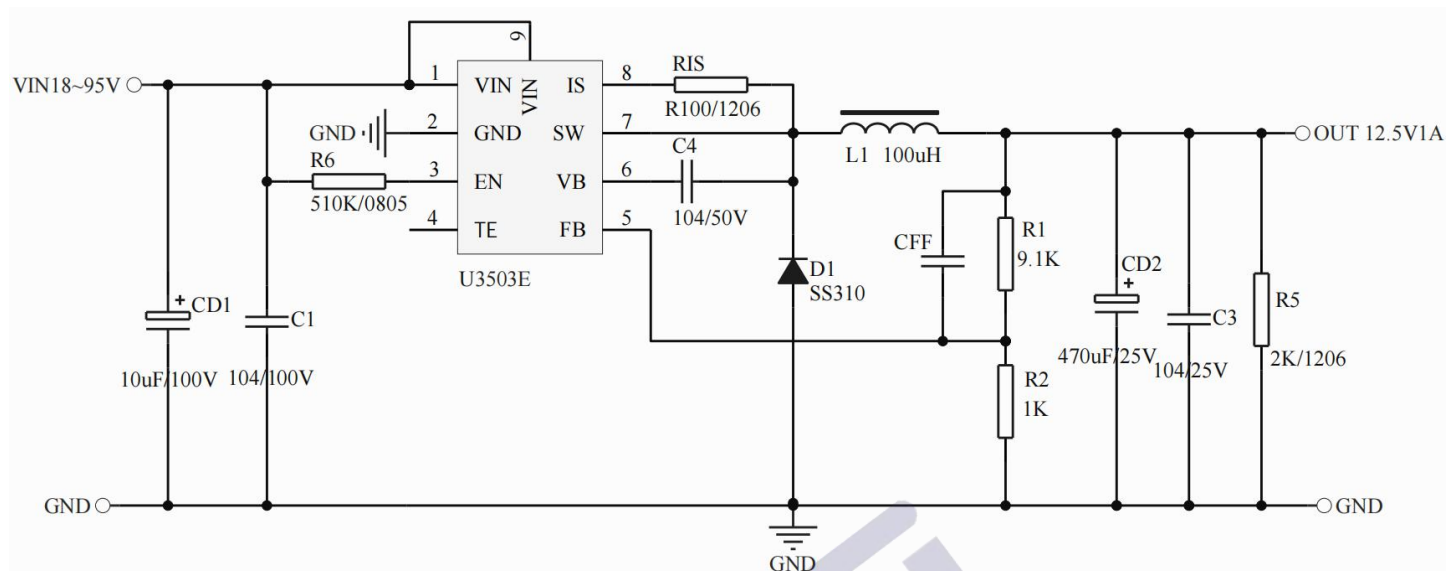 9
VIN18~95V
1
VIN
VIN
IS
8
RIS
R100/1206
GND
2
GND
SW
7
L1 100uH
OUT 12.5V1A
R6
510K/0805
3
EN
VB
6
C4
104/50V
4
TE
FB
5
U3503E
CFF
R1
9.1K
D1
SS310
+
CD1
10uF/100V
C1
104/100V
+
CD2
470uF/25V
C3
104/25V
R5
2K/1206
R2
1K
GND
GND
GND